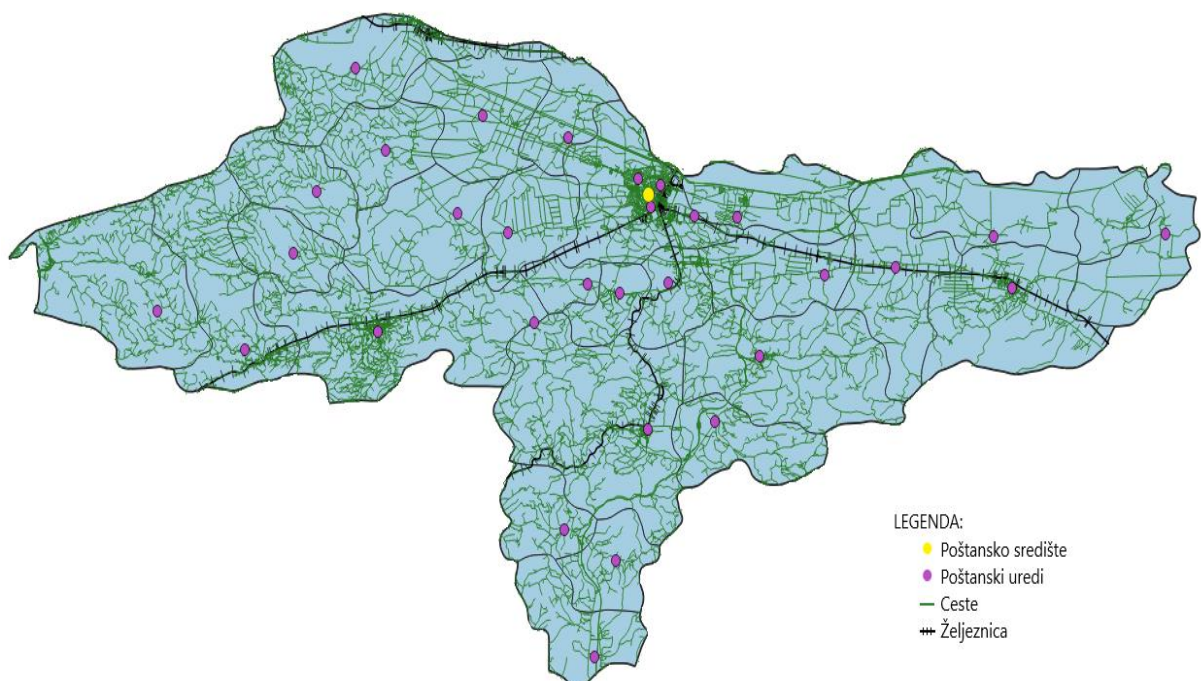 LEGENDA:
Poštansko središte
Poštanski uredi
Ceste
Željeznica